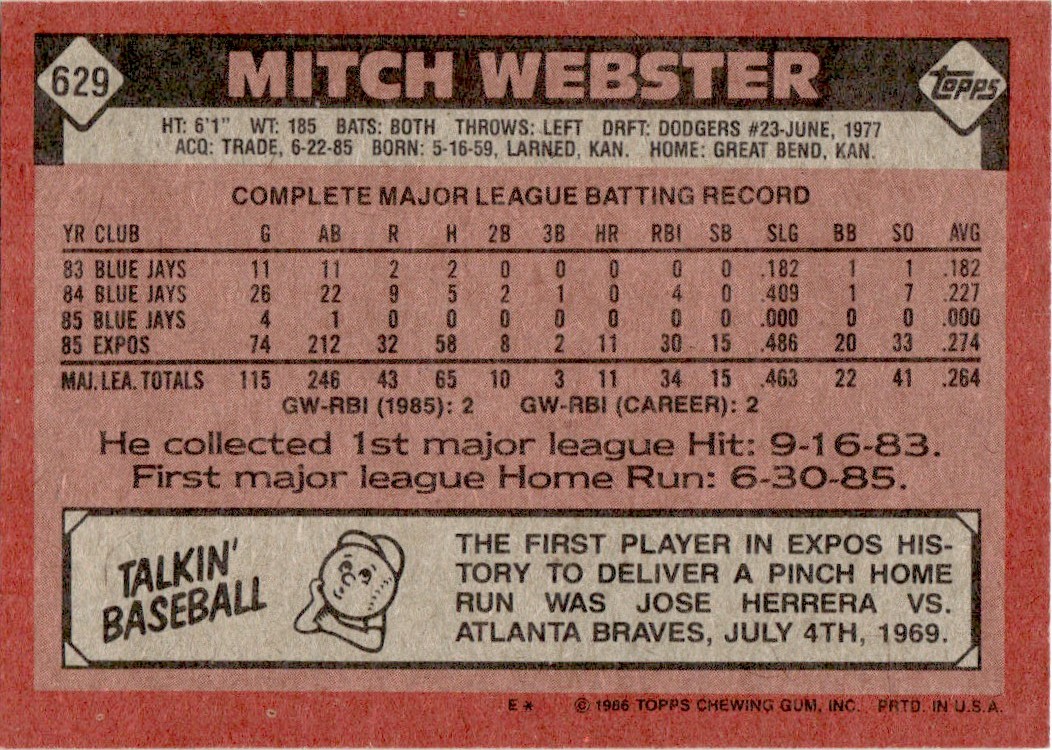 629 MITCH WEBSTER TOPPS
HT: 6'1" WT: 185 BATS: BOTH THROWS: LEFT DRFT: DODGERS #23-JUNE, 1977
ACQ: TRADE, 6-22-85 BORN: 5-16-59, LARNED, KAN. HOME: GREAT BEND, KAN.
COMPLETE MAJOR LEAGUE BATTING RECORD
YR CLUB G AB R H 2B 3B HR RBI SB SLG BB SO AVG
83 BLUE JAYS 11 11 2 2 0 0 0 0 0 .182 1 1 .182
84 BLUE JAYS 26 22 9 5 2 1 0 4 0 .409 1 7 .227
85 BLUE JAYS 4 1 0 0 0 0 0 0 0 .000 0 0 .000
85 EXPOS 74 212 32 58 8 2 11 30 15 .486 20 33 .274
MAJ. LEA. TOTALS 115 246 43 65 10 3 11 34 15 .463 22 41 .264
GW-RBI (1985): 2 GW-RBI (CAREER): 2
He collected 1st major league Hit: 9-16-83.
First major league Home Run: 6-30-85.
TALKIN'
BASEBALL
THE FIRST PLAYER IN EXPOS HIS-
TORY TO DELIVER A PINCH HOME
RUN WAS JOSE HERRERA VS.
ATLANTA BRAVES, JULY 4TH, 1969.
E * © 1986 TOPPS CHEWING GUM, INC. PRTD. IN U.S.A.